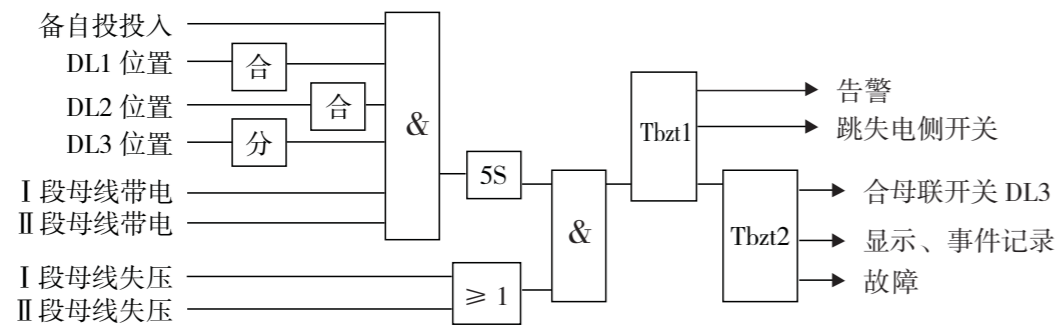 备自投投入
DL1 位置
合
DL2 位置
合
DL3 位置
分
&
Ⅰ段母线带电
Ⅱ段母线带电
5S
Ⅰ段母线失压
Ⅱ段母线失压
≥ 1
&
Tbzt1
告警
跳失电侧开关
Tbzt2
合母联开关 DL3
显示、事件记录
故障